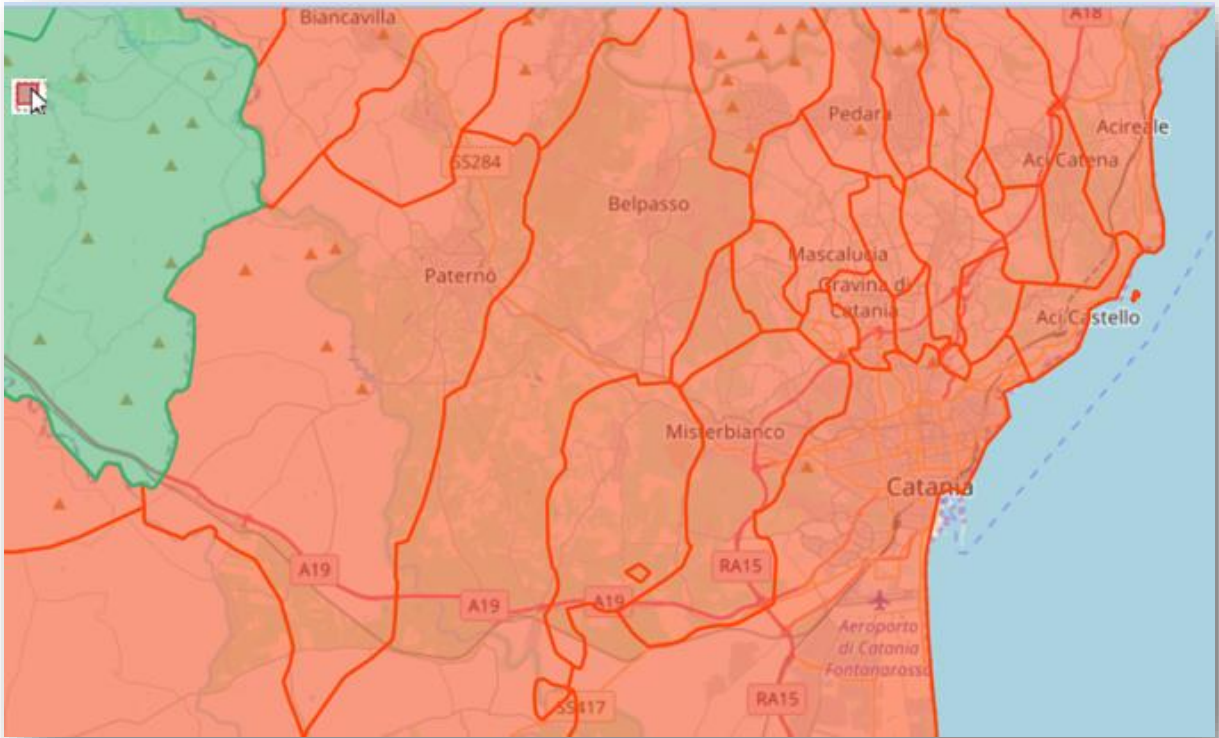 Biancavilla
A18
Pedara
Acireale
SS284
Aci Catena
Belpasso
Mascalucia
Paternò
Gravina di
Catania
Aci Castello
Misterbianco
Catania
A19
RA15
A19
A19
Aeroporto
di Catania
Fontanarossa
RA15
SS417